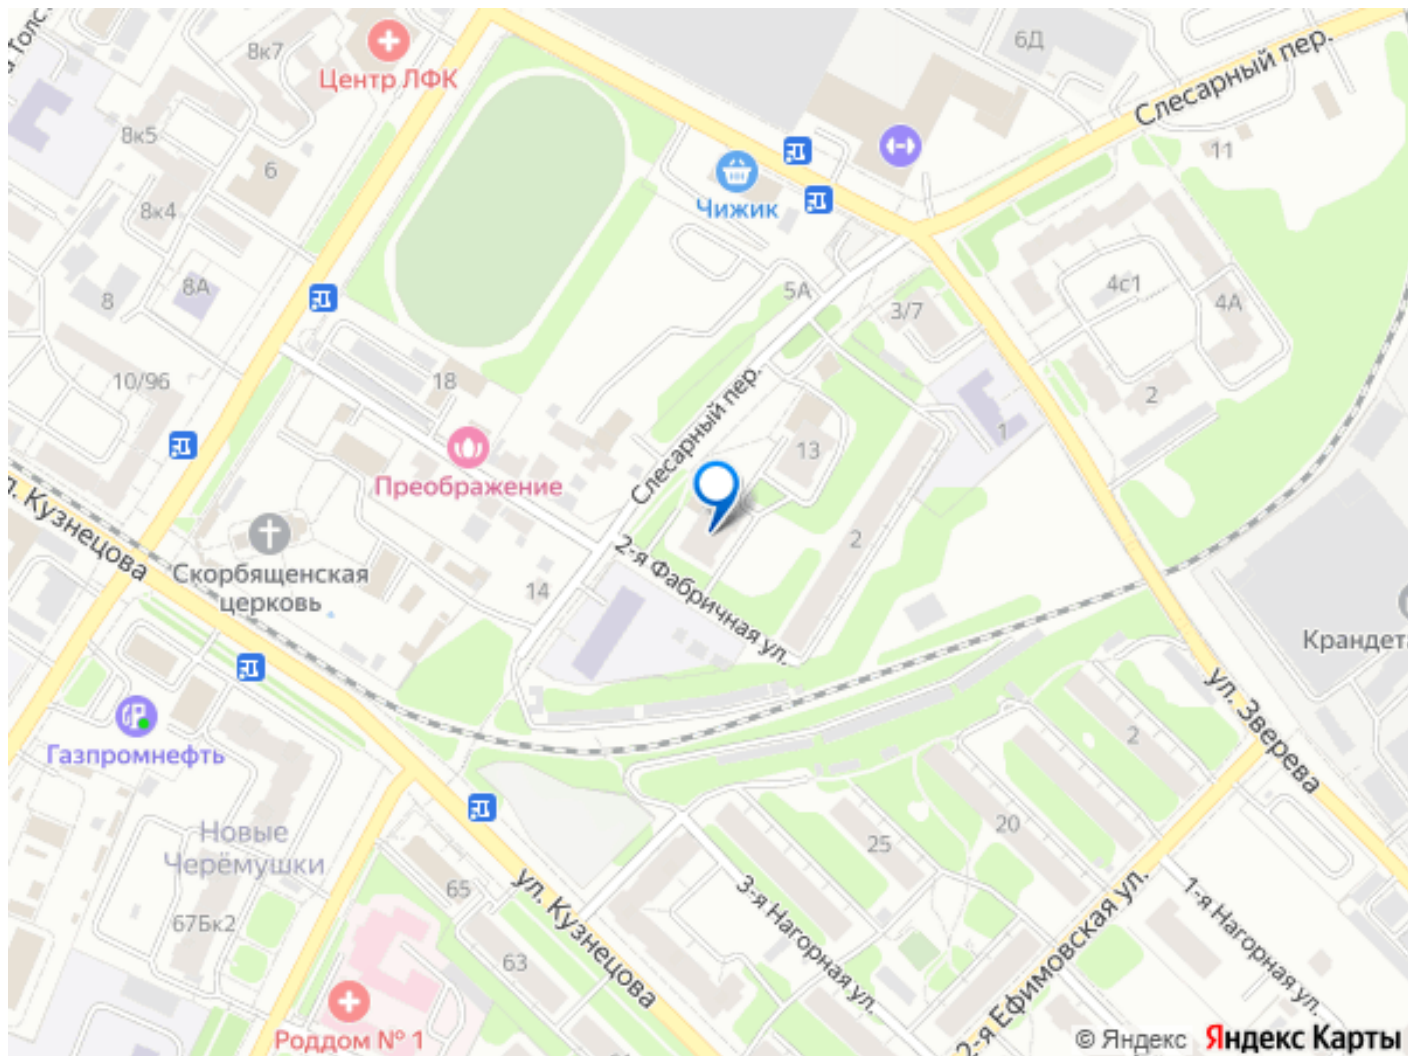 Толст
8к7
Центр ЛФК
6Д
Слесарный пер.
8к5
6
11
8к4
Чижик
8А
8
5А
3/7
4с1
4А
10/96
18
2
Слесарный пер.
1
13
Преображение
ул. Кузнецова
2
2-я Фабричная ул.
Скорбященская
церковь
14
Крандета
ул. Зверева
Газпромнефть
2
Новые
Черёмушки
20
25
65
67Бк2
ул. Кузнецова
3-я Нагорная ул.
2-я Ефимовская ул.
1-я Нагорная ул.
63
Роддом № 1
© Яндекс Яндекс Карты